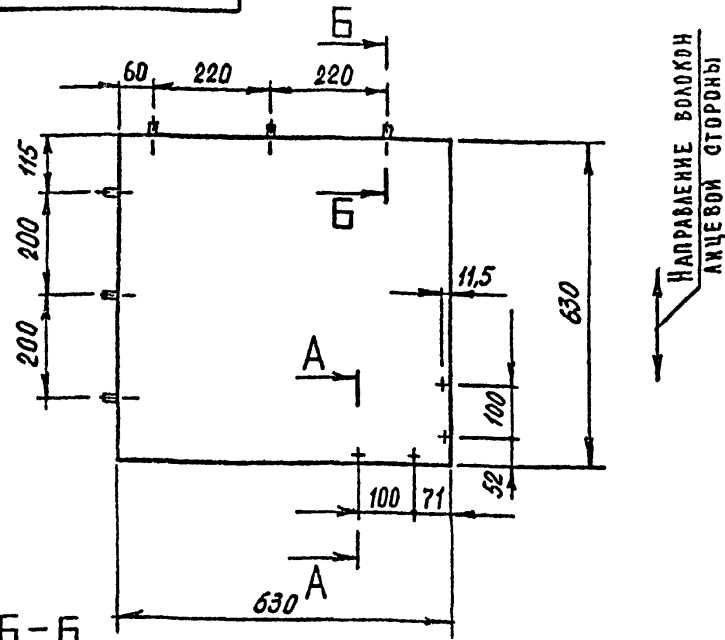 Б
60 220 220
115
200
200
Б
11,5
630
НАПРАВЛЕНИЕ ВОЛОКОН
ЛИЦЕВОЙ СТОРОНЫ
А
100
52
100 71
А
630
Б-Б